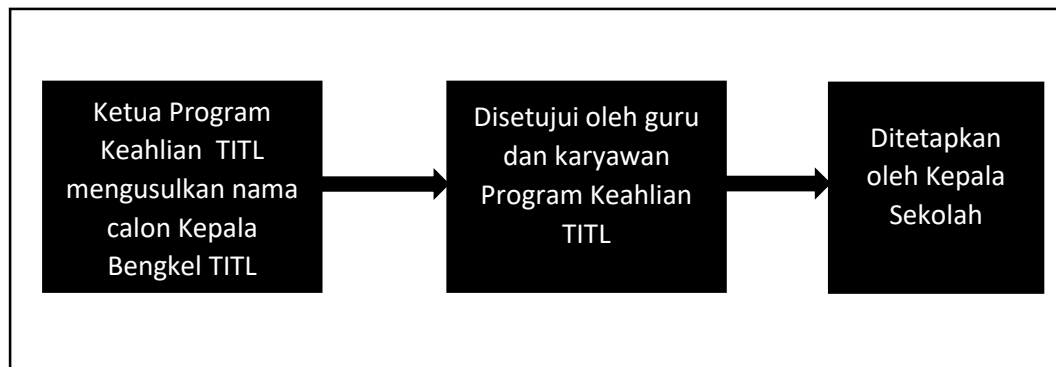 Ketua Program
Keahlian  TITL
mengusulkan nama
calon Kepala
Bengkel TITL
Disetujui oleh guru
dan karyawan
Program Keahlian
TITL
Ditetapkan
oleh Kepala
Sekolah